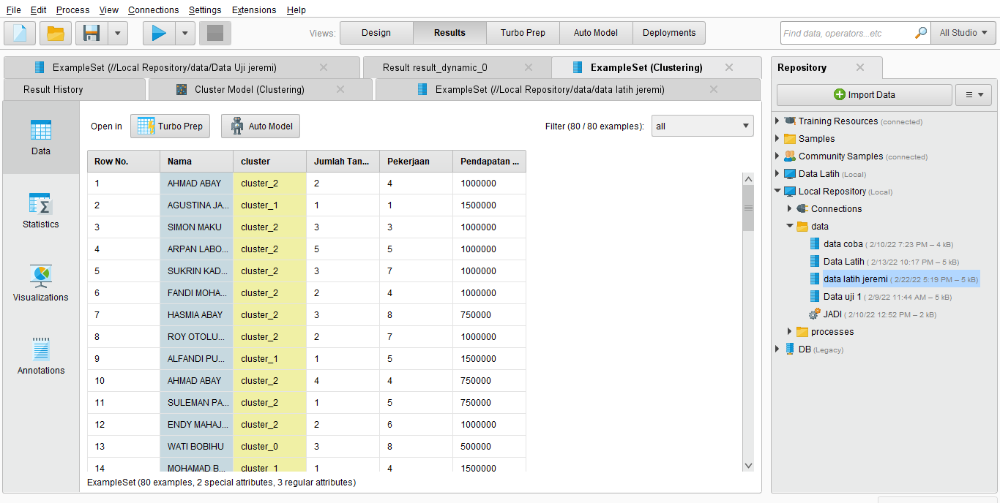 File Edit Process View Connections Settings Extensions Help
Views: Design Results Turbo Prep Auto Model Deployments
Find data, operators...etc All Studio
ExampleSet (//Local Repository/data/Data Uji jeremi) Result result_dynamic_0 ExampleSet (Clustering)
Result History Cluster Model (Clustering) ExampleSet (//Local Repository/data/data latih jeremi)
Data
Statistics
Visualizations
Annotations
Open in Turbo Prep Auto Model Filter (80 / 80 examples): all
Row No. Nama cluster Jumlah Tan... Pekerjaan Pendapatan ...
1 AHMAD ABAY cluster_2 2 4 1000000
2 AGUSTINA JA... cluster_1 1 1 1500000
3 SIMON MAKU cluster_2 3 3 1000000
4 ARPAN LABO... cluster_2 5 5 1000000
5 SUKRIN KAD... cluster_2 3 7 1000000
6 FANDI MOHA... cluster_2 2 4 1000000
7 HASMIA ABAY cluster_2 3 8 750000
8 ROY OTOLU... cluster_2 2 7 1000000
9 ALFANDI PU... cluster_1 1 5 1500000
10 AHMAD ABAY cluster_2 4 4 750000
11 SULEMAN PA... cluster_2 1 5 750000
12 ENDY MAHAJ... cluster_2 2 6 1000000
13 WATI BOBIHU cluster_0 3 8 500000
14 MOHAMAD B... cluster_1 1 4 1500000
ExampleSet (80 examples, 2 special attributes, 3 regular attributes)
Repository
Import Data
Training Resources (connected)
Samples
Community Samples (connected)
Data Latih (Local)
Local Repository (Local)
Connections
data
data coba ( 2/10/22 7:23 PM – 4 kB)
Data Latih ( 2/13/22 10:17 PM – 5 kB)
data latih jeremi ( 2/22/22 5:19 PM – 5 kB)
Data uji 1 ( 2/9/22 11:44 AM – 5 kB)
JADI ( 2/10/22 12:52 PM – 2 kB)
processes
DB (Legacy)